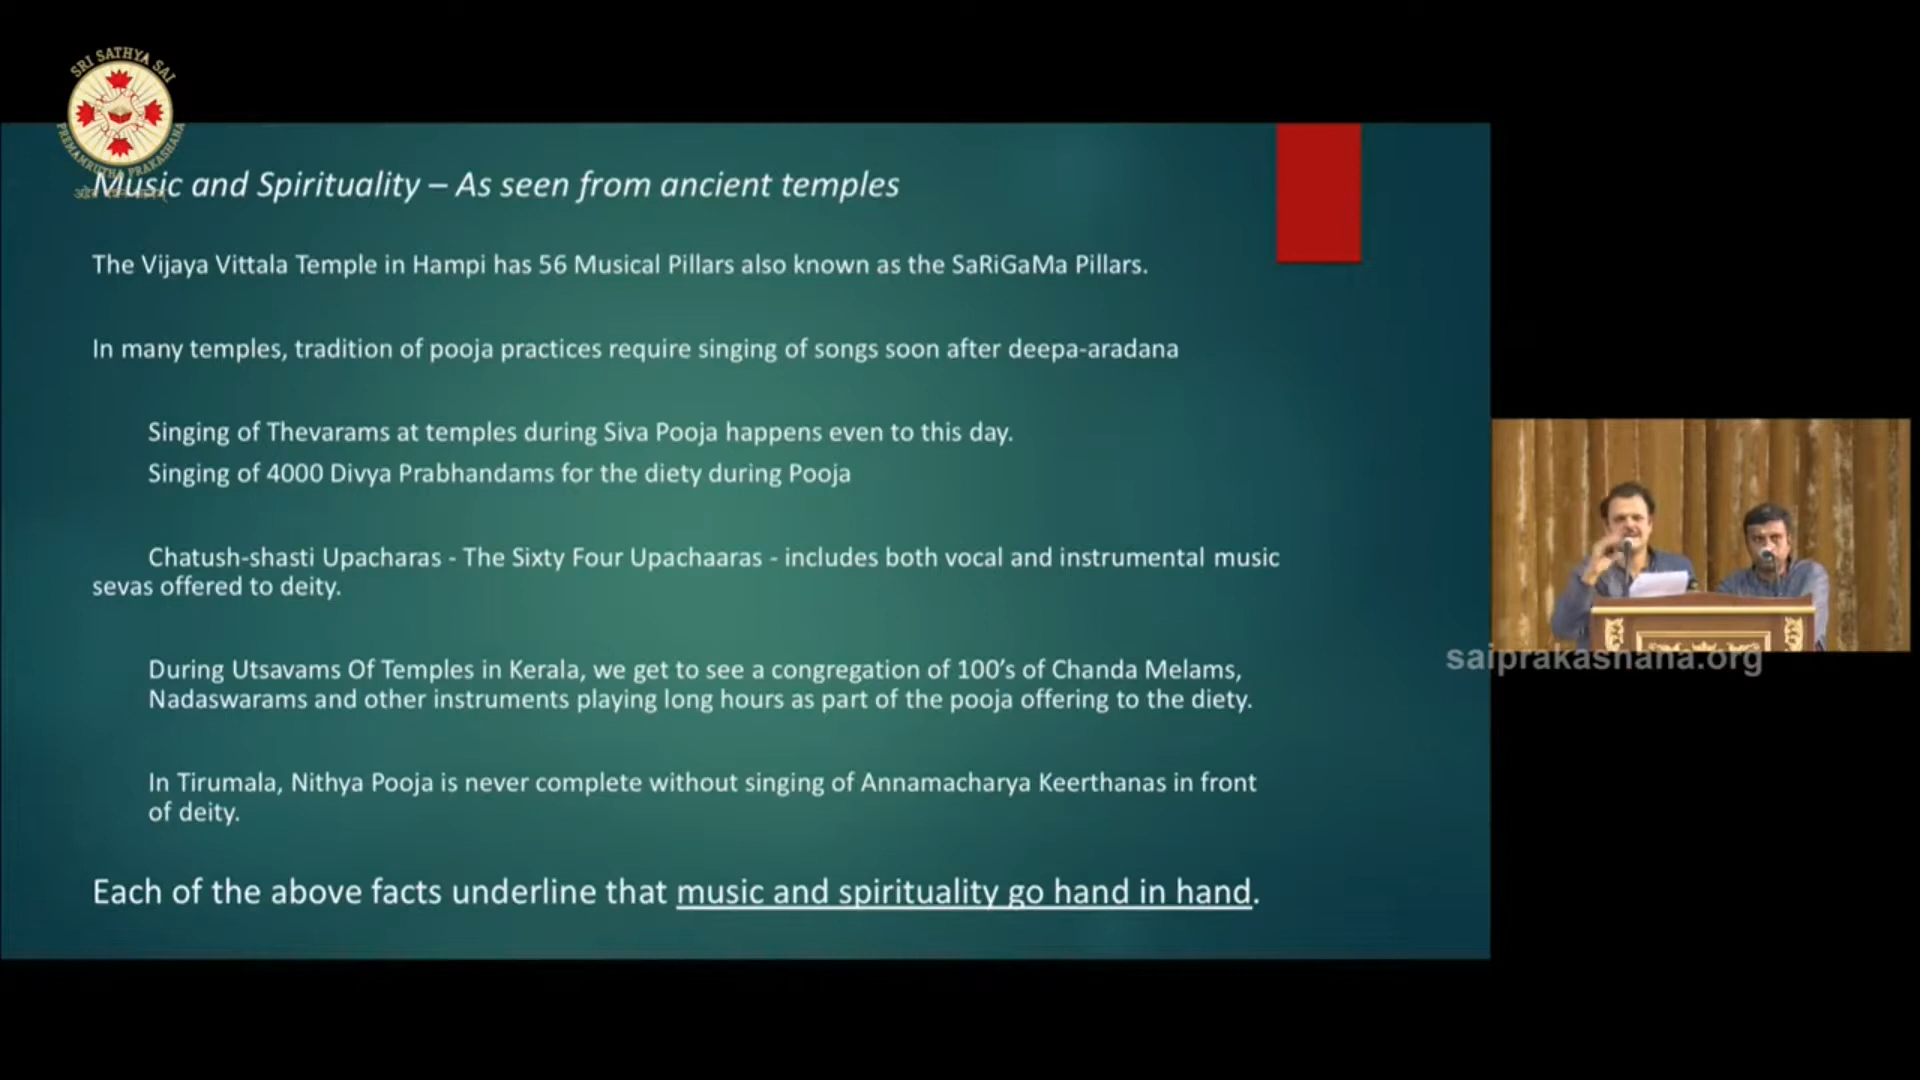 SRI SATHYA SAI
PREMAMRUTHA PRAKASHANA
Music and Spirituality – As seen from ancient temples
The Vijaya Vittala Temple in Hampi has 56 Musical Pillars also known as the SaRiGaMa Pillars.
In many temples, tradition of pooja practices require singing of songs soon after deepa-aradana
Singing of Thevarams at temples during Siva Pooja happens even to this day.
Singing of 4000 Divya Prabhandams for the diety during Pooja
Chatush-shasti Upacharas - The Sixty Four Upachaaras - includes both vocal and instrumental music
sevas offered to deity.
During Utsavams Of Temples in Kerala, we get to see a congregation of 100's of Chanda Melams,
Nadaswarams and other instruments playing long hours as part of the pooja offering to the diety.
In Tirumala, Nithya Pooja is never complete without singing of Annamacharya Keerthanas in front
of deity.
Each of the above facts underline that music and spirituality go hand in hand.
saiprakashana.org